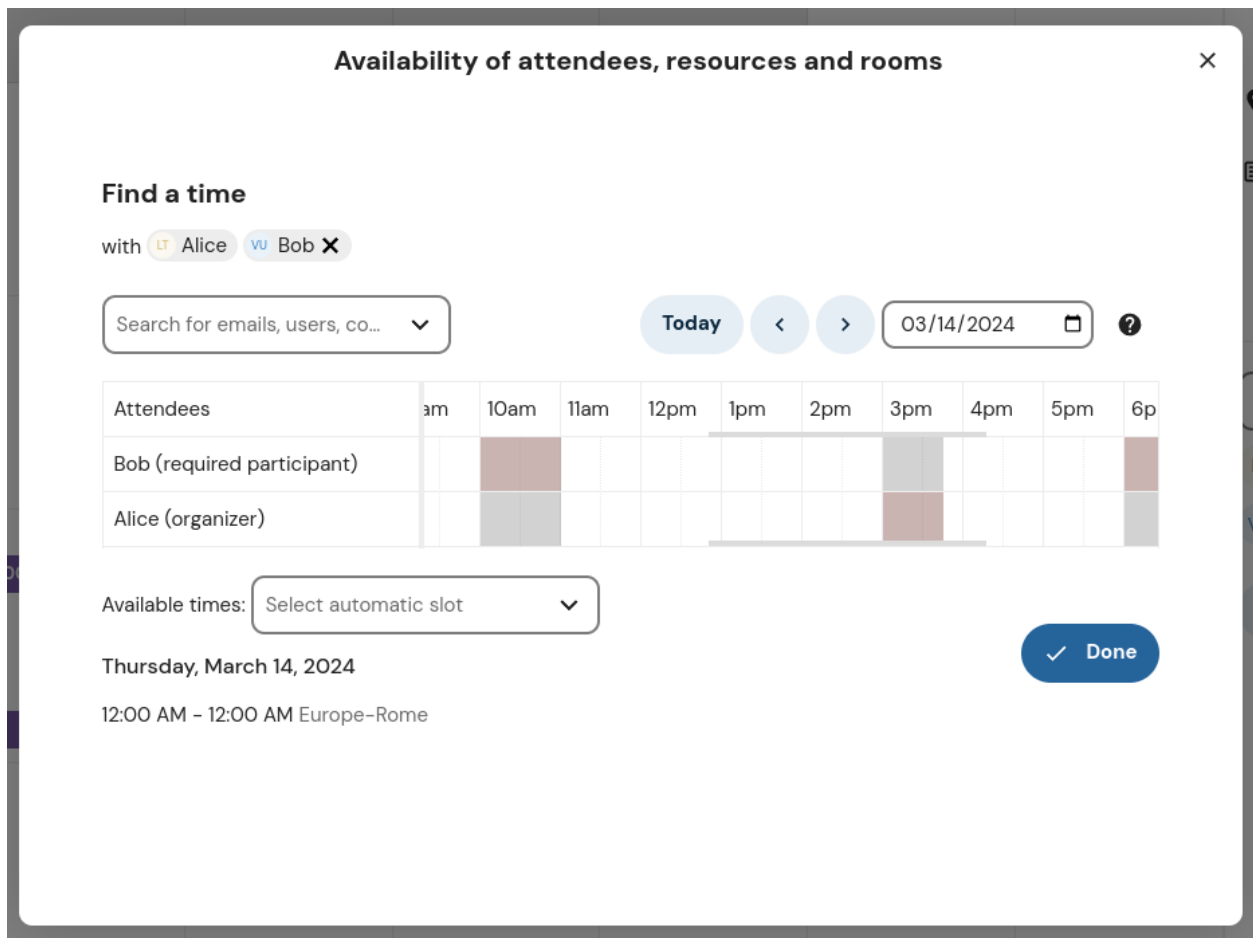 Availability of attendees, resources and rooms
Find a time
with LT Alice VU Bob
Search for emails, users, co...
Today 03/14/2024
Attendees am 10am 11am 12pm 1pm 2pm 3pm 4pm 5pm 6p
Bob (required participant)
Alice (organizer)
Available times: Select automatic slot
Done
Thursday, March 14, 2024
12:00 AM - 12:00 AM Europe-Rome